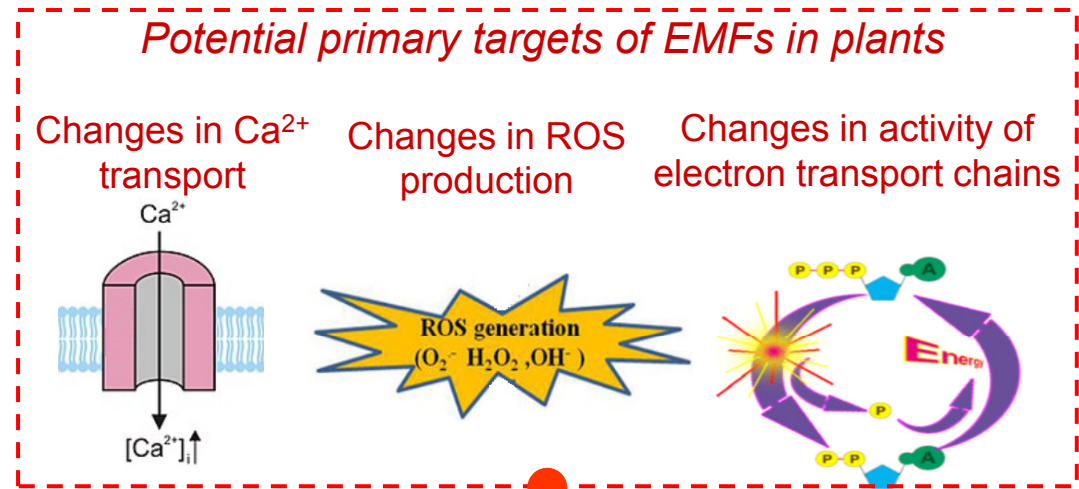 Potential primary targets of EMFs in plants
Changes in Ca²⁺
transport
Changes in ROS
production
Changes in activity of
electron transport chains
Ca²⁺
[Ca²⁺]ᵢ↑
ROS generation
(O₂·⁻ H₂O₂ ,OH⁻ )
P P P A
Energy
P
P P A